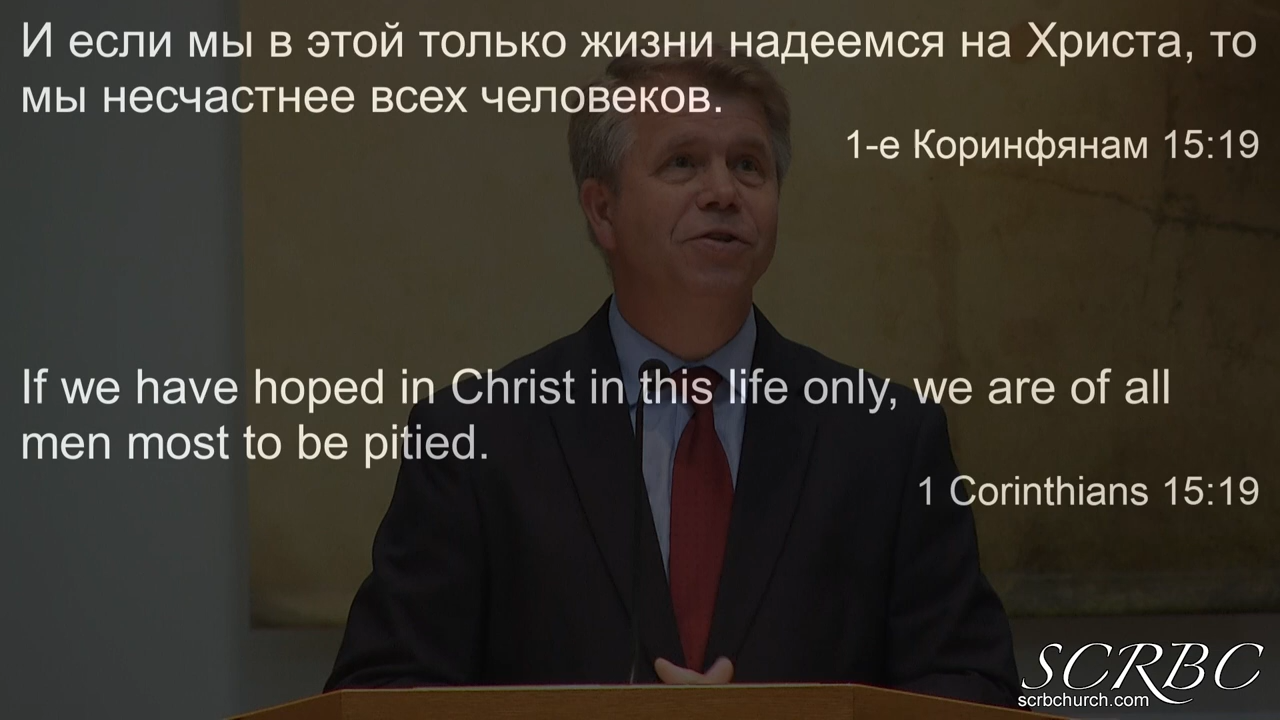 И если мы в этой только жизни надеемся на Христа, то
мы несчастнее всех человеков.
1-е Коринфянам 15:19
If we have hoped in Christ in this life only, we are of all
men most to be pitied.
1 Corinthians 15:19
SCRBC
scrbchurch.com